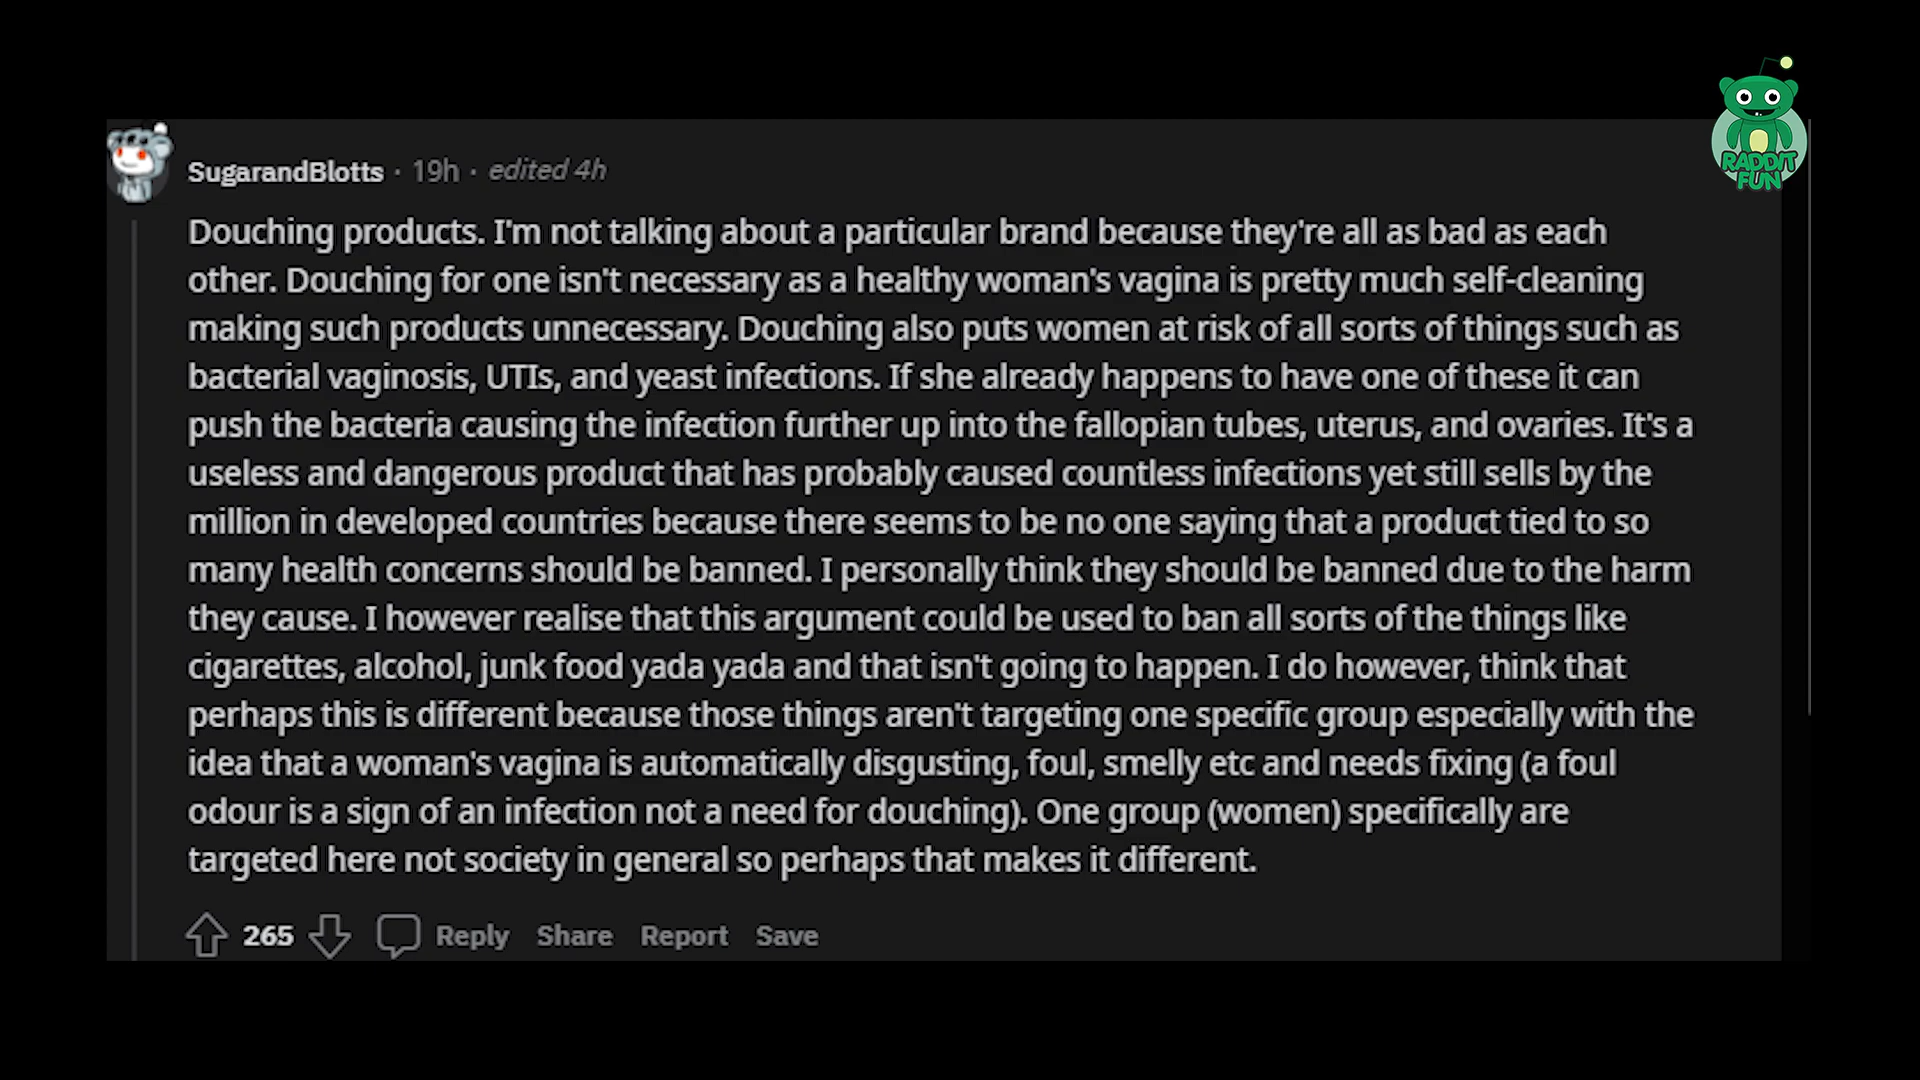 RADDIT
FUN
SugarandBlotts · 19h · edited 4h
Douching products. I'm not talking about a particular brand because they're all as bad as each
other. Douching for one isn't necessary as a healthy woman's vagina is pretty much self-cleaning
making such products unnecessary. Douching also puts women at risk of all sorts of things such as
bacterial vaginosis, UTIs, and yeast infections. If she already happens to have one of these it can
push the bacteria causing the infection further up into the fallopian tubes, uterus, and ovaries. It's a
useless and dangerous product that has probably caused countless infections yet still sells by the
million in developed countries because there seems to be no one saying that a product tied to so
many health concerns should be banned. I personally think they should be banned due to the harm
they cause. I however realise that this argument could be used to ban all sorts of the things like
cigarettes, alcohol, junk food yada yada and that isn't going to happen. I do however, think that
perhaps this is different because those things aren't targeting one specific group especially with the
idea that a woman's vagina is automatically disgusting, foul, smelly etc and needs fixing (a foul
odour is a sign of an infection not a need for douching). One group (women) specifically are
targeted here not society in general so perhaps that makes it different.
265 Reply Share Report Save